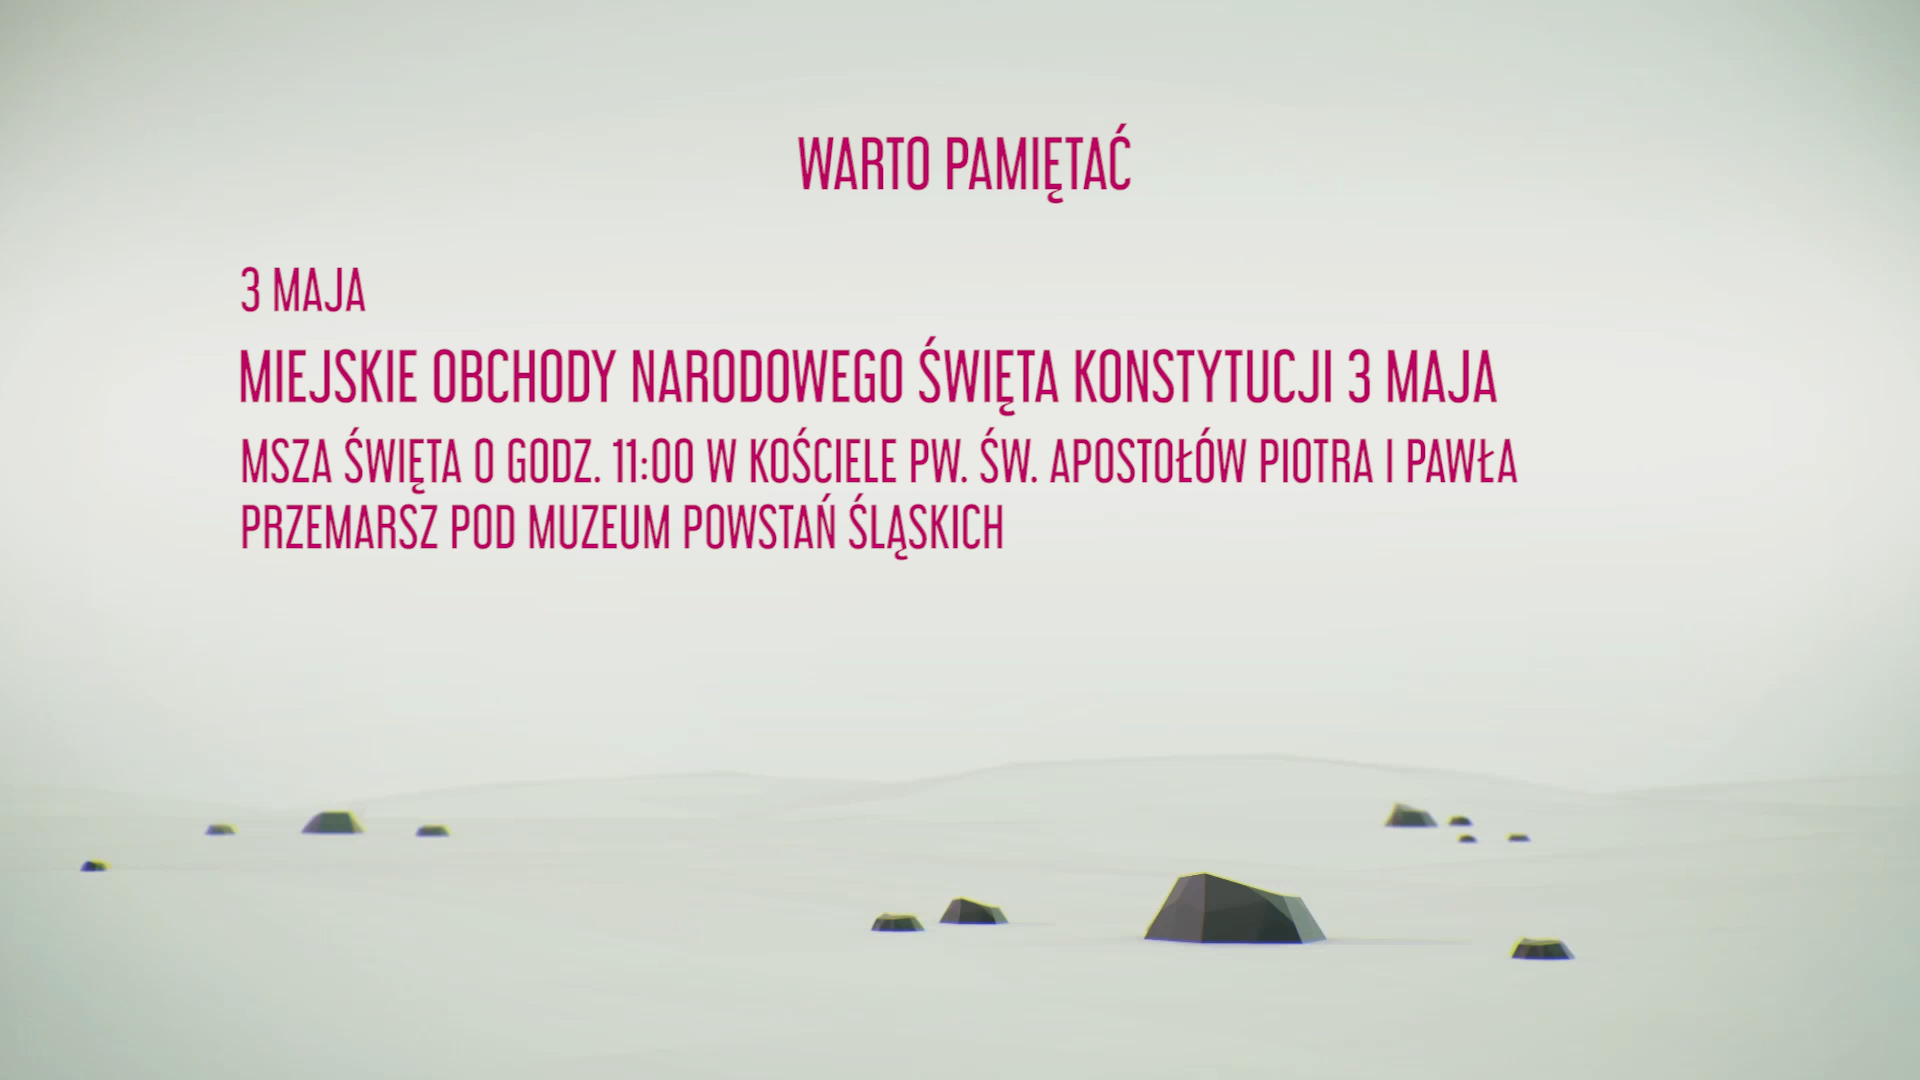 WARTO PAMIĘTAĆ
3 MAJA
MIEJSKIE OBCHODY NARODOWEGO ŚWIĘTA KONSTYTUCJI 3 MAJA
MSZA ŚWIĘTA O GODZ. 11:00 W KOŚCIELE PW. ŚW. APOSTOŁÓW PIOTRA I PAWŁA
PRZEMARSZ POD MUZEUM POWSTAŃ ŚLĄSKICH